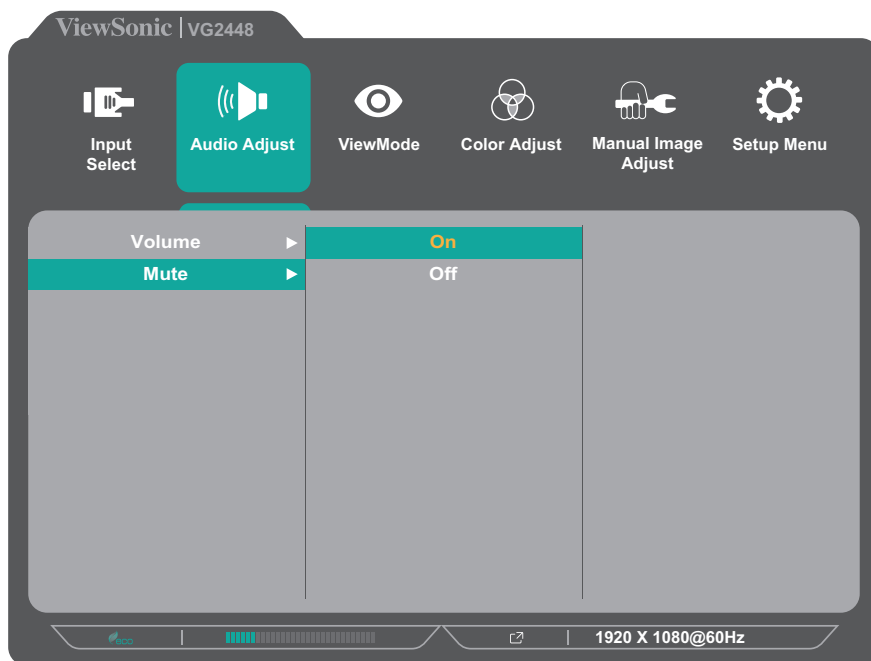 ViewSonic | VG2448
Input
Select
Audio Adjust
ViewMode
Color Adjust
Manual Image
Adjust
Setup Menu
Volume
On
Mute
Off
eco
1920 X 1080@60Hz